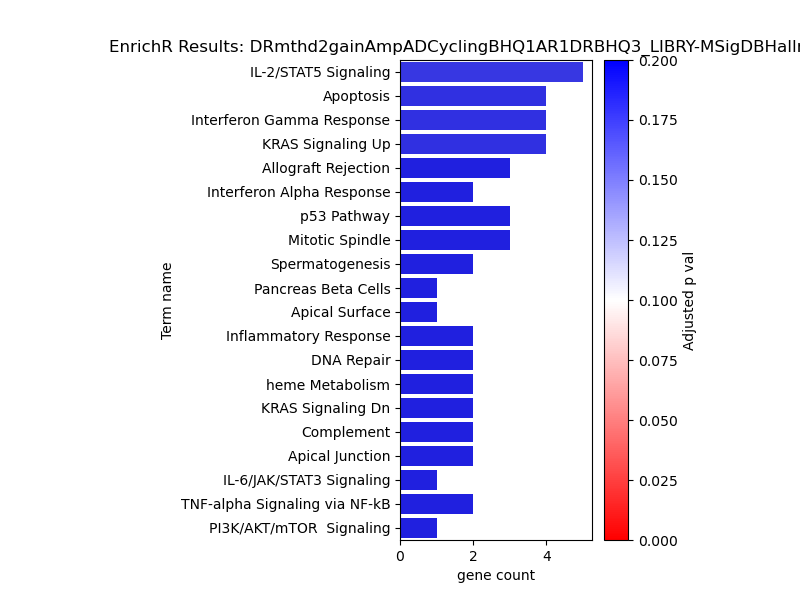 EnrichR Results: DRmthd2gainAmpADCyclingBHQ1AR1DRBHQ3_LIBRY-MSigDBHallm
Term name
IL-2/STAT5 Signaling
Apoptosis
Interferon Gamma Response
KRAS Signaling Up
Allograft Rejection
Interferon Alpha Response
p53 Pathway
Mitotic Spindle
Spermatogenesis
Pancreas Beta Cells
Apical Surface
Inflammatory Response
DNA Repair
heme Metabolism
KRAS Signaling Dn
Complement
Apical Junction
IL-6/JAK/STAT3 Signaling
TNF-alpha Signaling via NF-kB
PI3K/AKT/mTOR  Signaling
0 2 4
gene count
0.200
0.175
0.150
0.125
0.100
0.075
0.050
0.025
0.000
Adjusted p val